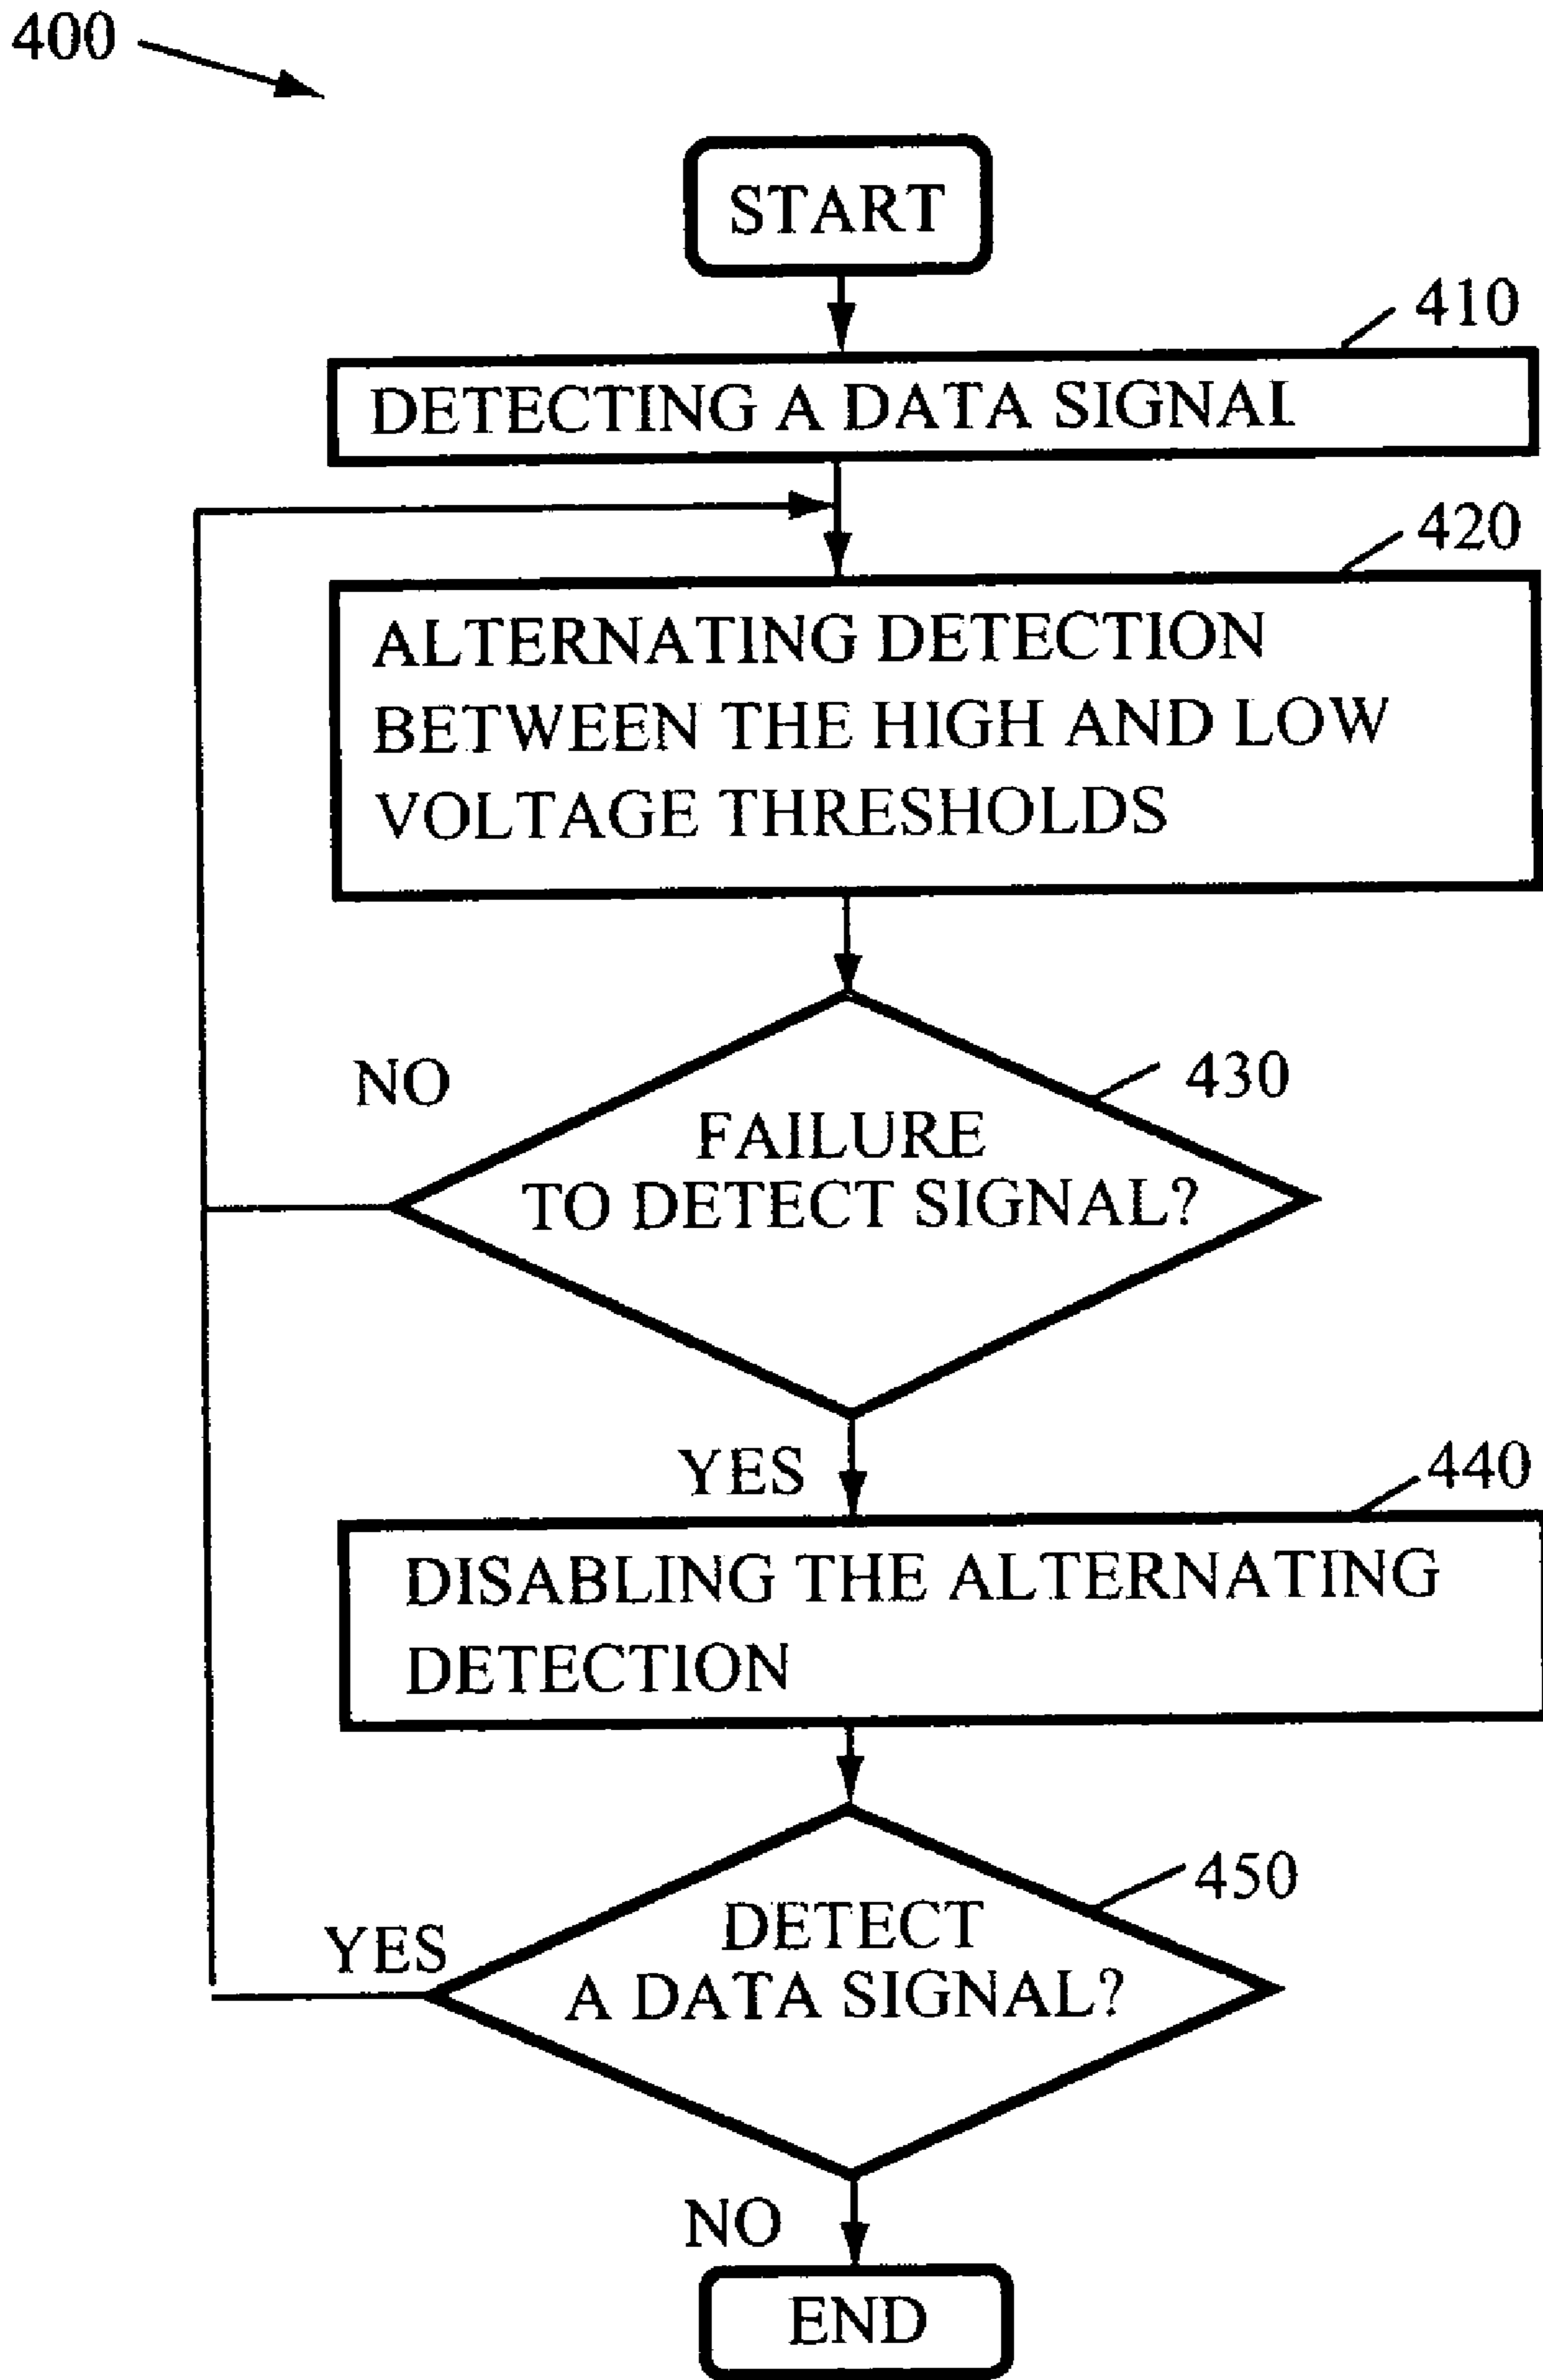 400
START
410
DETECTING A DATA SIGNAL
420
ALTERNATING DETECTION
BETWEEN THE HIGH AND LOW
VOLTAGE THRESHOLDS
NO
430
FAILURE
TO DETECT SIGNAL?
YES
440
DISABLING THE ALTERNATING
DETECTION
450
DETECT
YES
A DATA SIGNAL?
NO
END